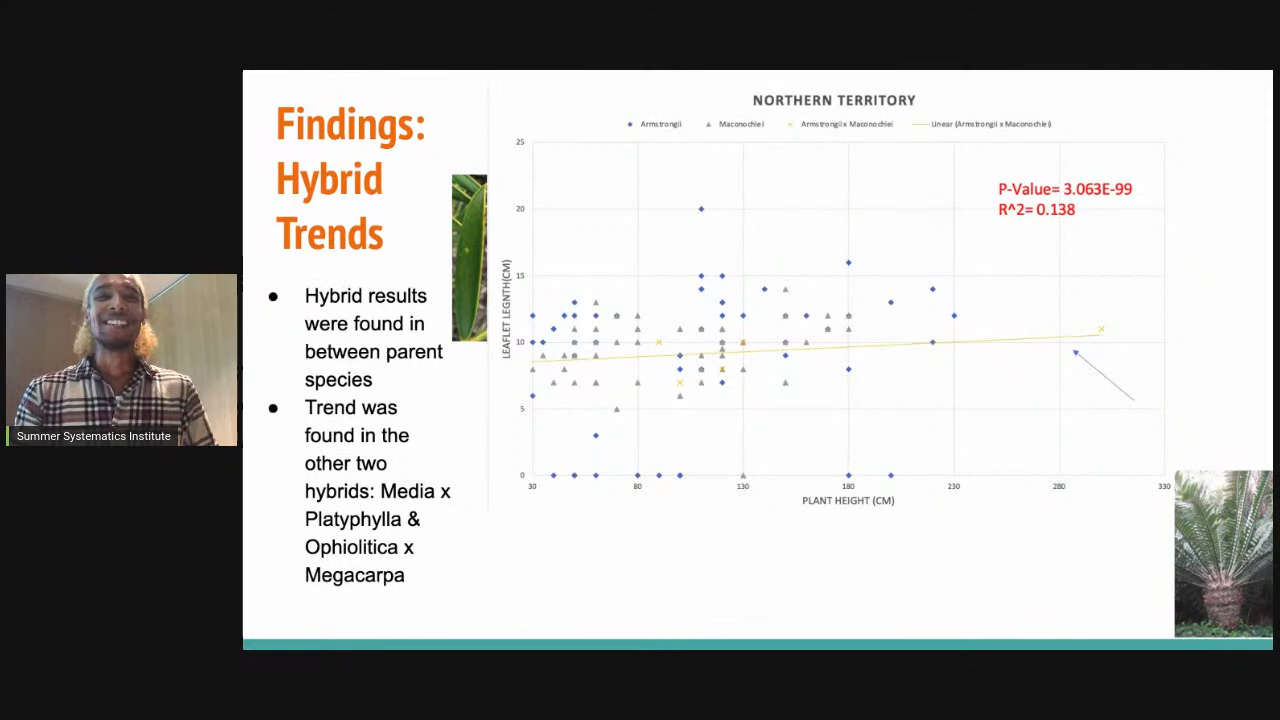 Findings:
Hybrid
Trends
Hybrid results
were found in
between parent
species
Trend was
found in the
other two
hybrids: Media x
Platyphylla &
Ophiolitica x
Megacarpa
NORTHERN TERRITORY
Armstrongii Maconochiei Armstrongii x Maconochiei Linear (Armstrongii x Maconochiei)
P-Value= 3.063E-99
R^2= 0.138
LEAFLET LEGNTH(CM)
25
20
15
10
5
0
30 80 130 180 230 280 330
PLANT HEIGHT (CM)
Summer Systematics Institute